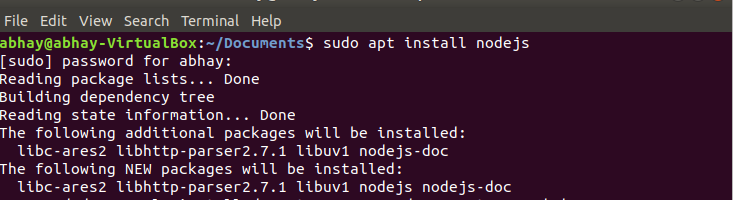 File Edit View Search Terminal Help
abhay@abhay-VirtualBox:~/Documents$ sudo apt install nodejs
[sudo] password for abhay:
Reading package lists... Done
Building dependency tree
Reading state information... Done
The following additional packages will be installed:
  libc-ares2 libhttp-parser2.7.1 libuv1 nodejs-doc
The following NEW packages will be installed:
  libc-ares2 libhttp-parser2.7.1 libuv1 nodejs nodejs-doc